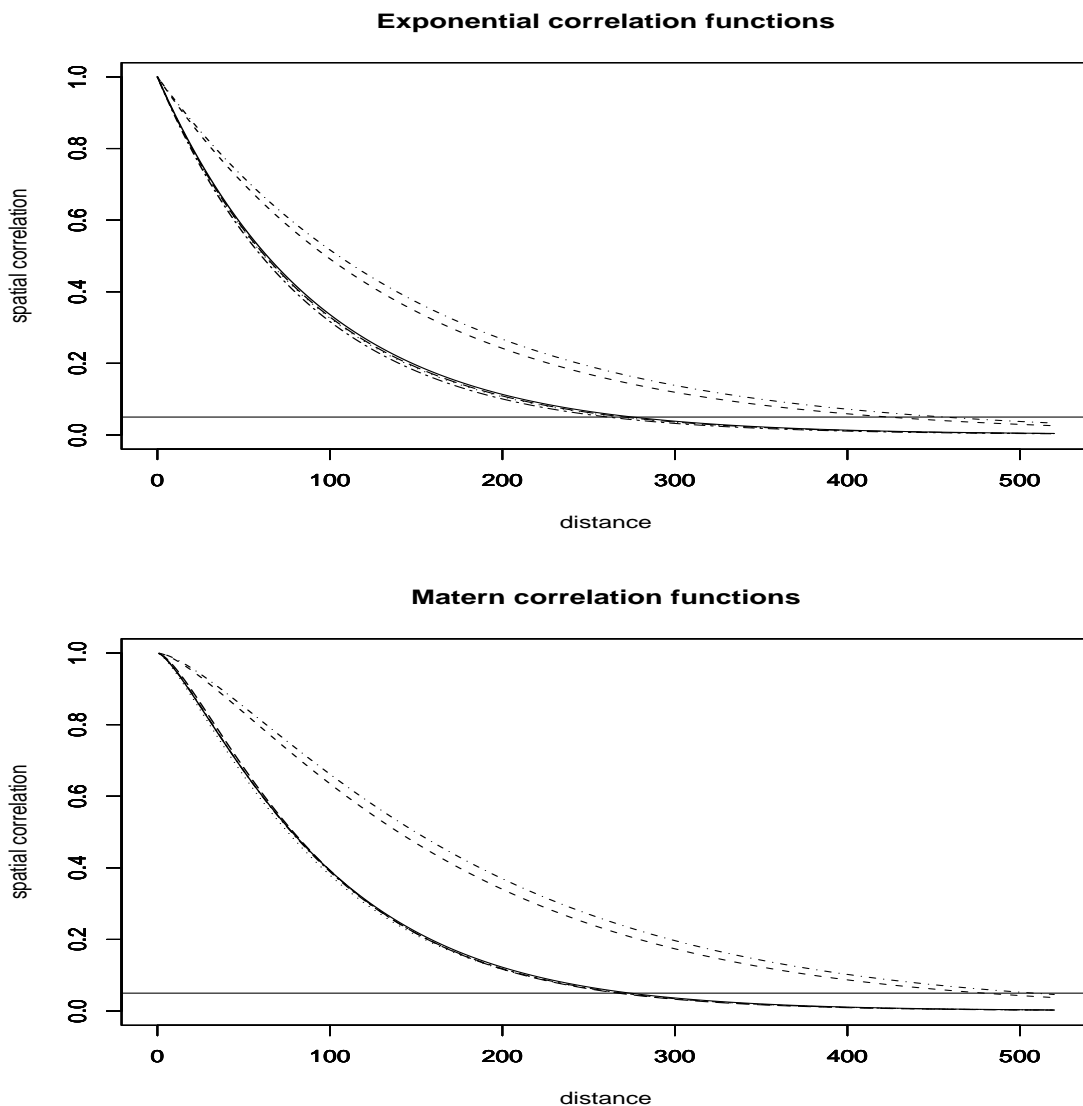 Exponential correlation functions
spatial correlation
1.0
0.8
0.6
0.4
0.2
0.0
0 100 200 300 400 500
distance
Matern correlation functions
spatial correlation
1.0
0.8
0.6
0.4
0.2
0.0
0 100 200 300 400 500
distance